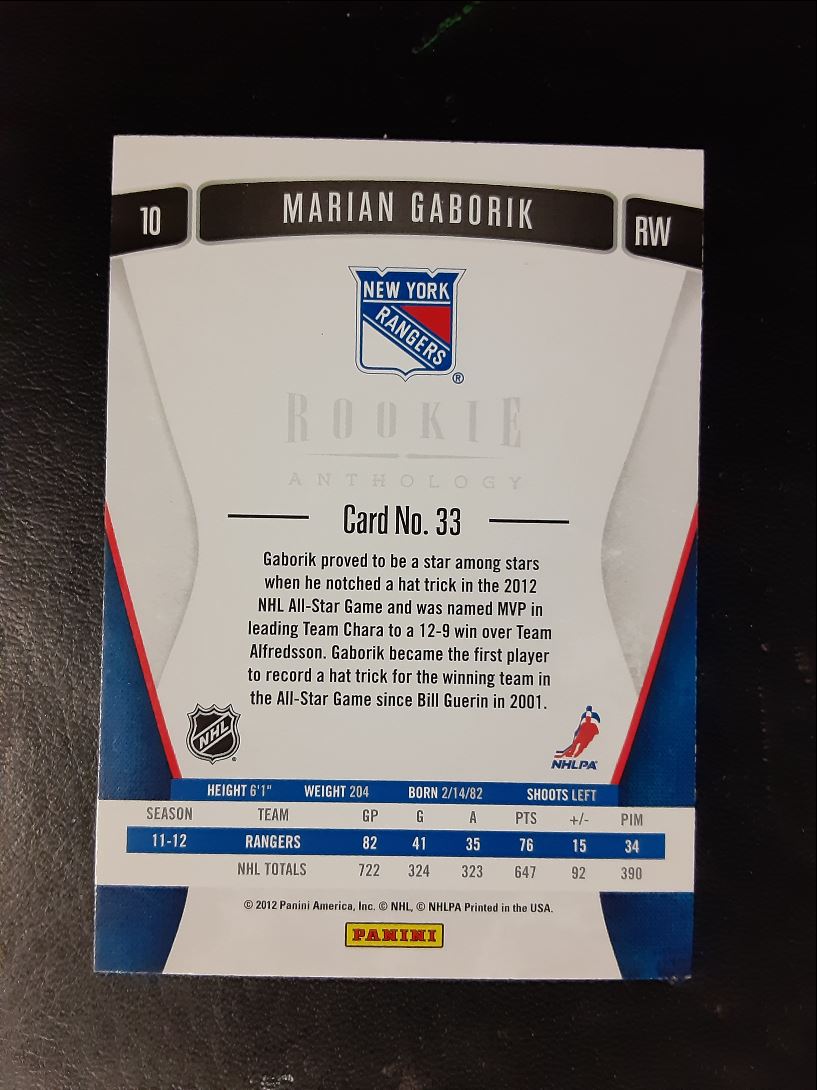 10 MARIAN GABORIK RW
NEW YORK
RANGERS
®
ROOKIE
ANTHOLOGY
Card No. 33
Gaborik proved to be a star among stars
when he notched a hat trick in the 2012
NHL All-Star Game and was named MVP in
leading Team Chara to a 12-9 win over Team
Alfredsson. Gaborik became the first player
to record a hat trick for the winning team in
the All-Star Game since Bill Guerin in 2001.
NHL
NHLPA
HEIGHT 6'1" WEIGHT 204 BORN 2/14/82 SHOOTS LEFT
SEASON TEAM GP G A PTS +/- PIM
11-12 RANGERS 82 41 35 76 15 34
NHL TOTALS 722 324 323 647 92 390
© 2012 Panini America, Inc. © NHL, © NHLPA Printed in the USA.
PANINI